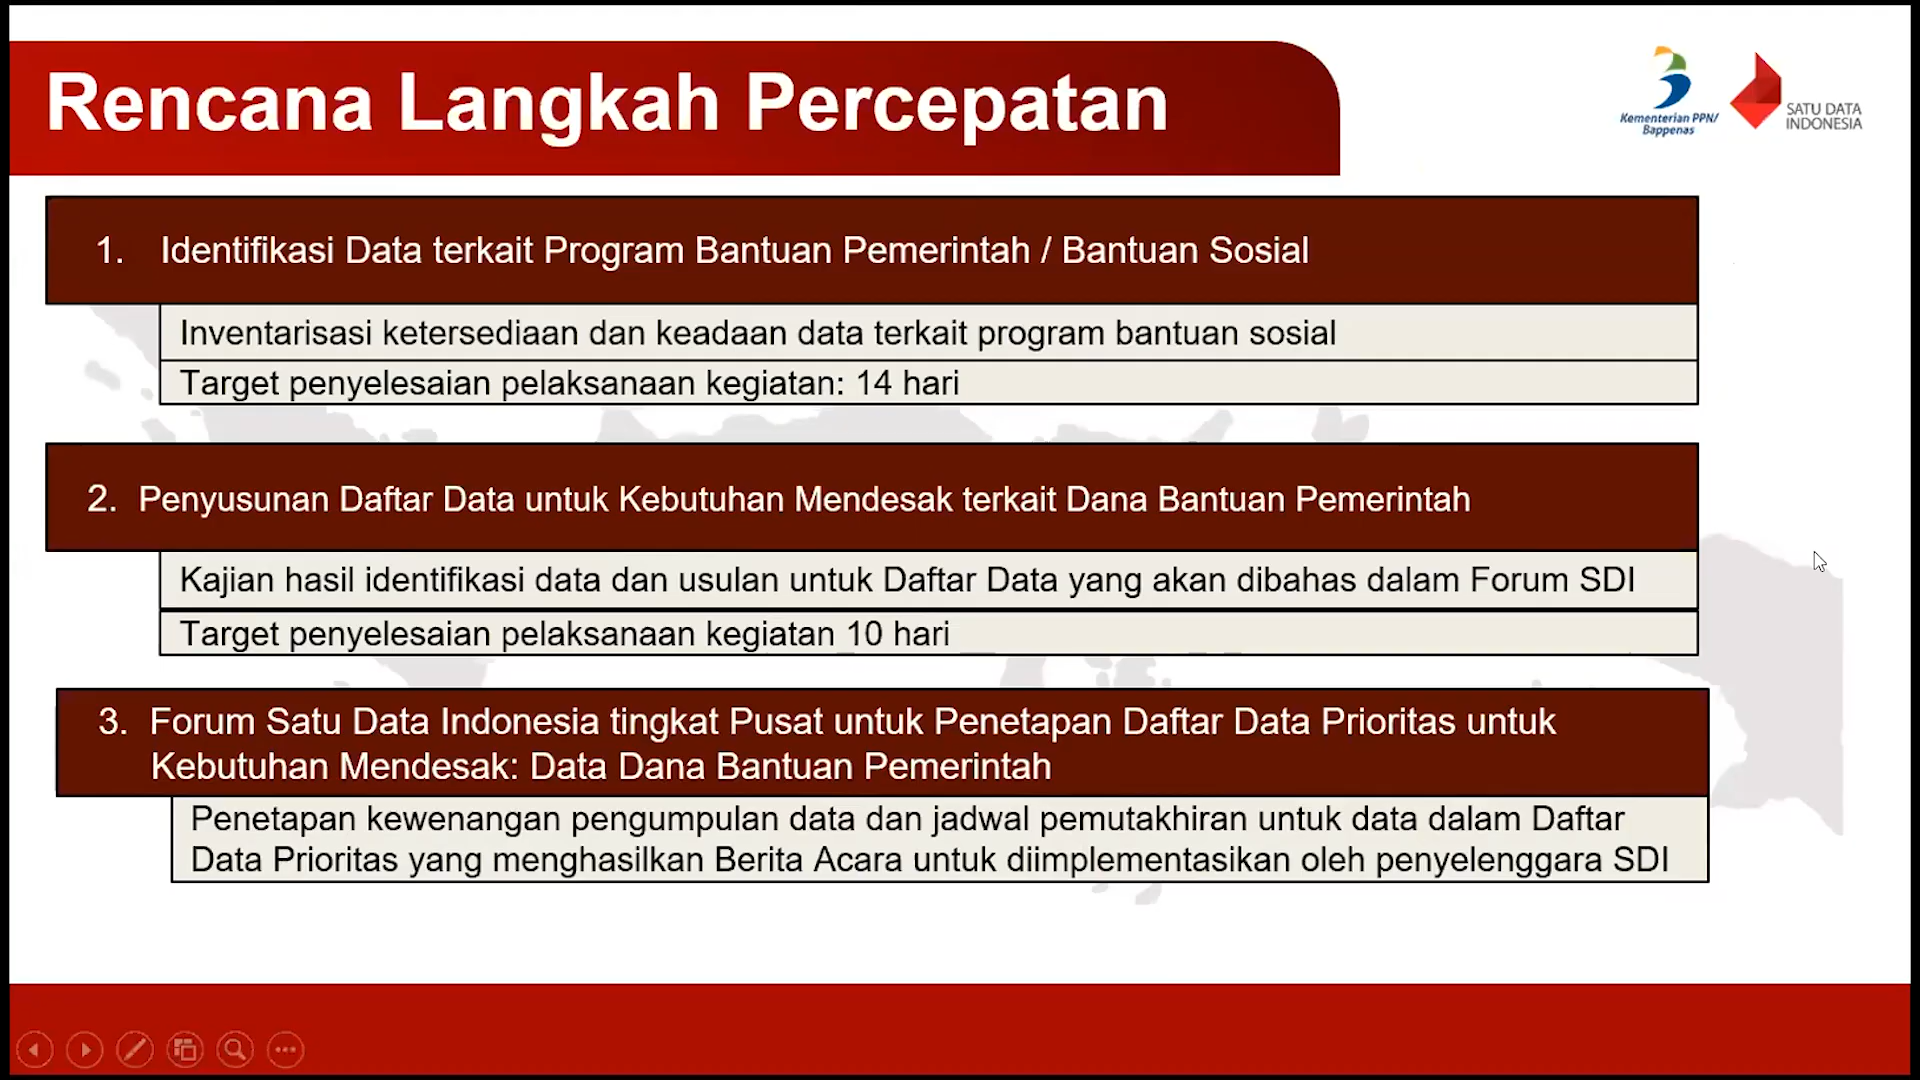 Rencana Langkah Percepatan
Kementerian PPN/
Bappenas
SATU DATA
INDONESIA
1. Identifikasi Data terkait Program Bantuan Pemerintah / Bantuan Sosial
Inventarisasi ketersediaan dan keadaan data terkait program bantuan sosial
Target penyelesaian pelaksanaan kegiatan: 14 hari
2. Penyusunan Daftar Data untuk Kebutuhan Mendesak terkait Dana Bantuan Pemerintah
Kajian hasil identifikasi data dan usulan untuk Daftar Data yang akan dibahas dalam Forum SDI
Target penyelesaian pelaksanaan kegiatan 10 hari
3. Forum Satu Data Indonesia tingkat Pusat untuk Penetapan Daftar Data Prioritas untuk
Kebutuhan Mendesak: Data Dana Bantuan Pemerintah
Penetapan kewenangan pengumpulan data dan jadwal pemutakhiran untuk data dalam Daftar
Data Prioritas yang menghasilkan Berita Acara untuk diimplementasikan oleh penyelenggara SDI